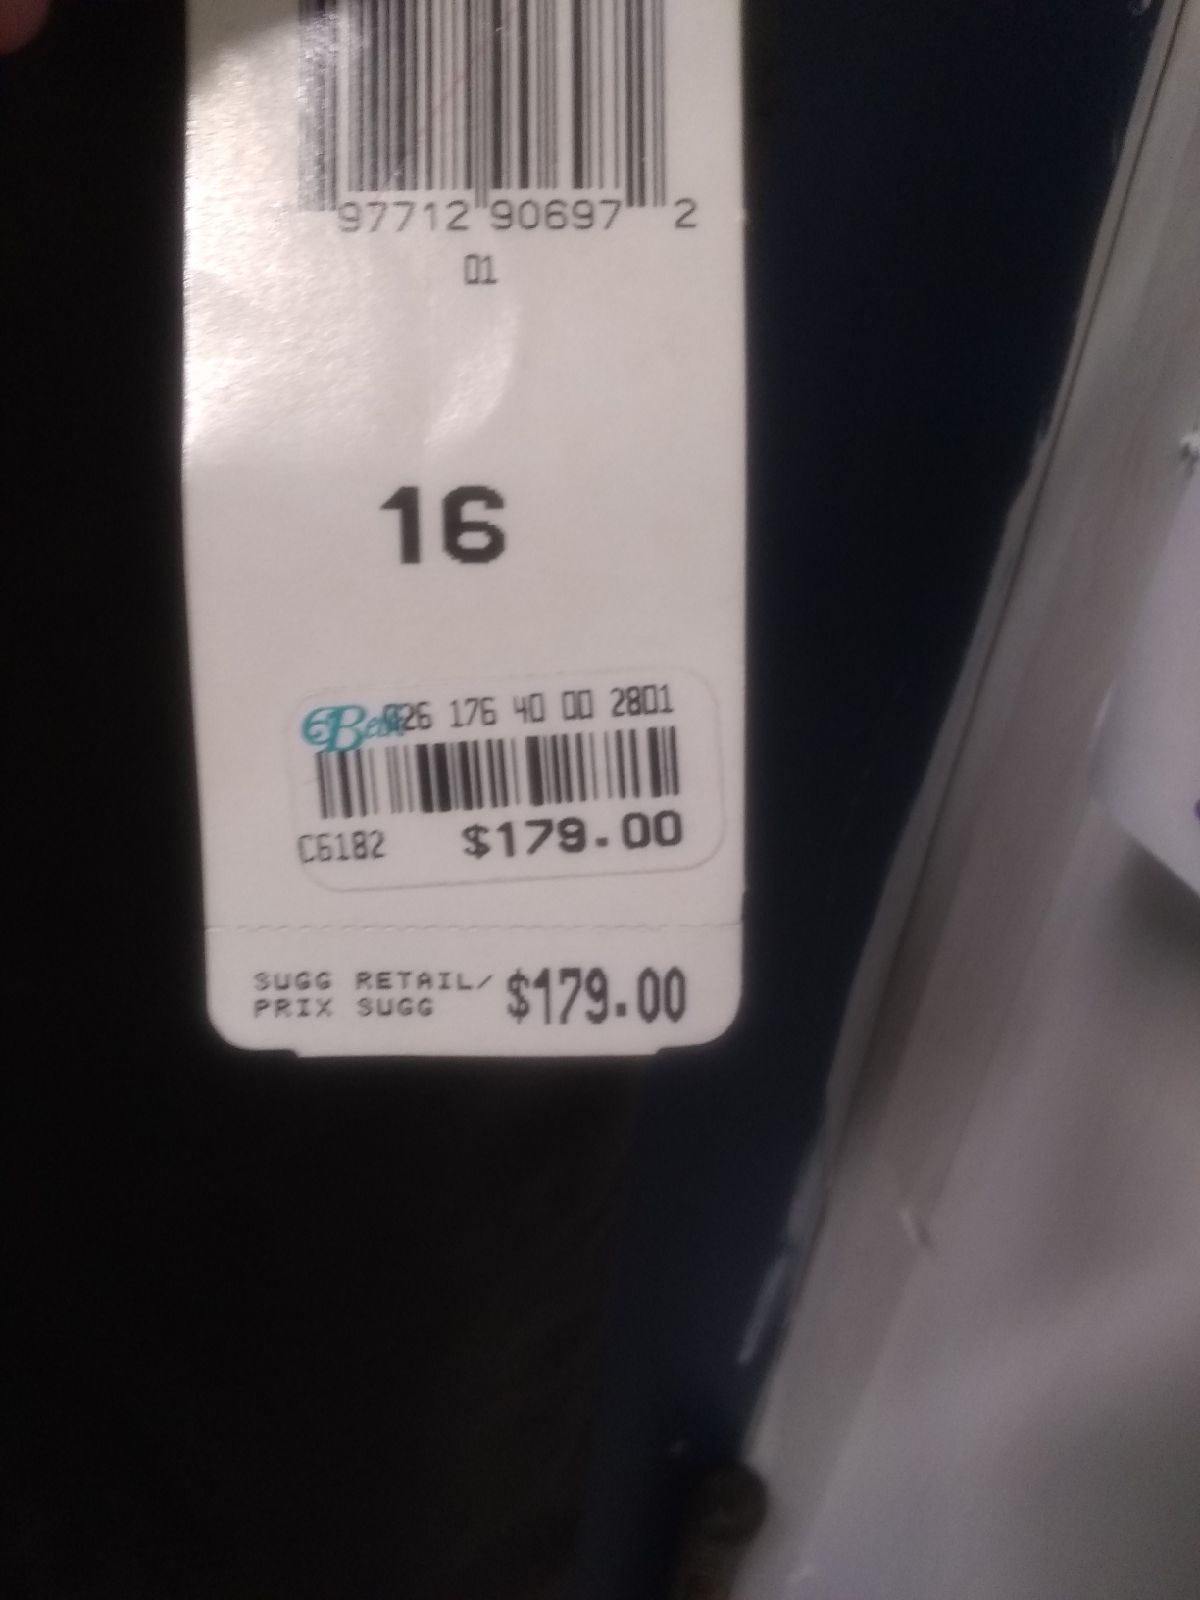 97712 90697 2
01
16
026 176 40 00 2801
C6182 $179.00
SUGG RETAIL/ $179.00
PRIX SUGG